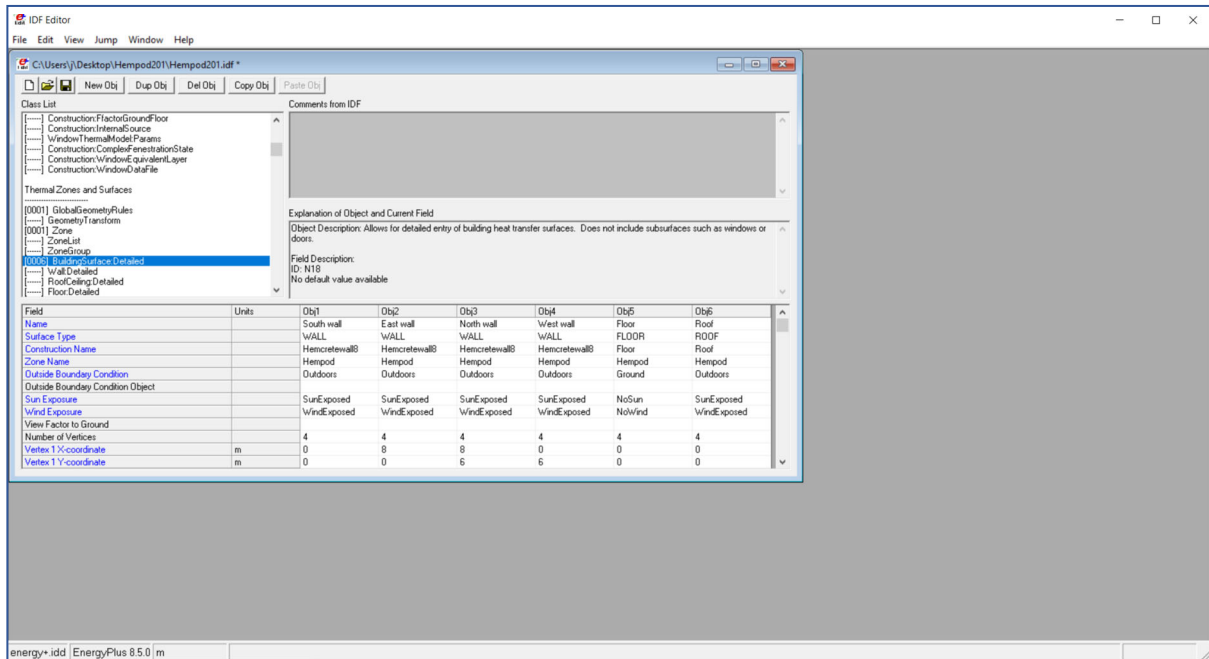 IDF Editor
File Edit View Jump Window Help
C:\Users\j\Desktop\Hempod201\Hempod201.idf *
New Obj Dup Obj Del Obj Copy Obj Paste Obj
Class List
[------] Construction:FfactorGroundFloor
[------] Construction:InternalSource
[------] WindowThermalModel:Params
[------] Construction:ComplexFenestrationState
[------] Construction:WindowEquivalentLayer
[------] Construction:WindowDataFile
Thermal Zones and Surfaces
--------------------------
[0001] GlobalGeometryRules
[------] GeometryTransform
[0001] Zone
[------] ZoneList
[------] ZoneGroup
[0006] BuildingSurface:Detailed
[------] Wall:Detailed
[------] RoofCeiling:Detailed
[------] Floor:Detailed
Comments from IDF
Explanation of Object and Current Field
Object Description: Allows for detailed entry of building heat transfer surfaces. Does not include subsurfaces such as windows or
doors.
Field Description:
ID: N18
No default value available
Field Units Obj1 Obj2 Obj3 Obj4 Obj5 Obj6
Name South wall East wall North wall West wall Floor Roof
Surface Type WALL WALL WALL WALL FLOOR ROOF
Construction Name Hemcretewall8 Hemcretewall8 Hemcretewall8 Hemcretewall8 Floor Roof
Zone Name Hempod Hempod Hempod Hempod Hempod Hempod
Outside Boundary Condition Outdoors Outdoors Outdoors Outdoors Ground Outdoors
Outside Boundary Condition Object
Sun Exposure SunExposed SunExposed SunExposed SunExposed NoSun SunExposed
Wind Exposure WindExposed WindExposed WindExposed WindExposed NoWind WindExposed
View Factor to Ground
Number of Vertices 4 4 4 4 4 4
Vertex 1 X-coordinate m 0 8 8 0 0 0
Vertex 1 Y-coordinate m 0 0 6 6 0 0
energy+.idd EnergyPlus 8.5.0 m